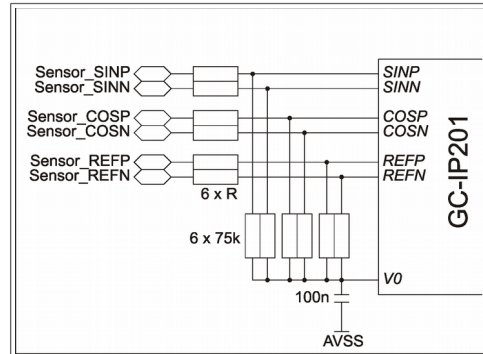 Sensor_SINP
SINP
Sensor_SINN
SINN
Sensor_COSP
COSP
Sensor_COSN
COSN
Sensor_REFP
REFP
Sensor_REFN
REFN
6 x R
GC-IP201
6 x 75k
V0
100n
AVSS